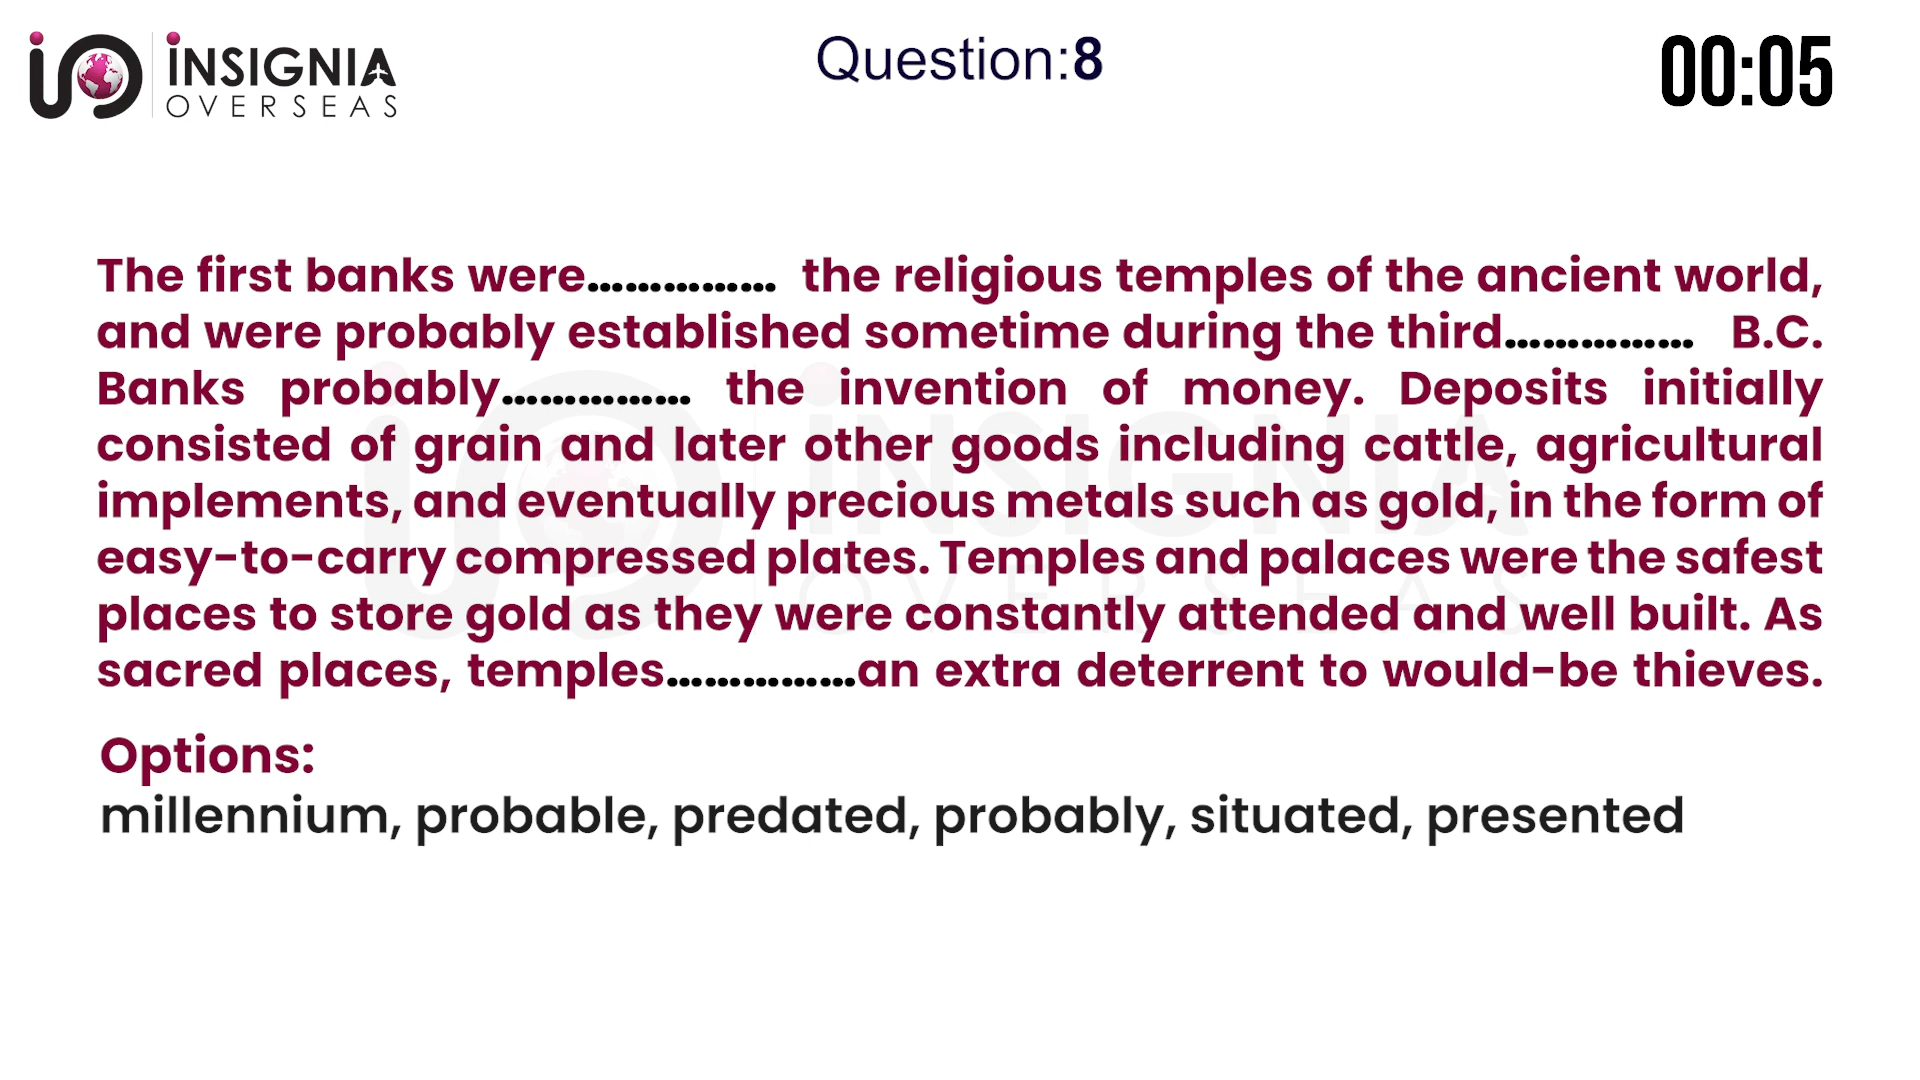 iNSIGNIA
OVERSEAS
Question:8
00:05
The first banks were............... the religious temples of the ancient world,
and were probably established sometime during the third............... B.C.
Banks probably............... the invention of money. Deposits initially
consisted of grain and later other goods including cattle, agricultural
implements, and eventually precious metals such as gold, in the form of
easy-to-carry compressed plates. Temples and palaces were the safest
places to store gold as they were constantly attended and well built. As
sacred places, temples...............an extra deterrent to would-be thieves.
Options:
millennium, probable, predated, probably, situated, presented